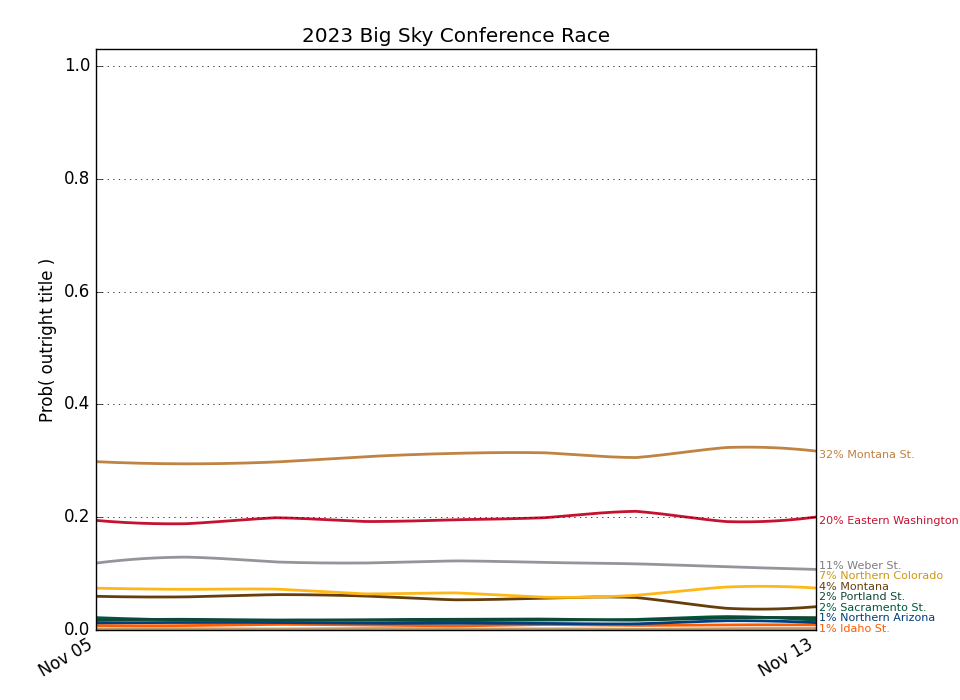 2023 Big Sky Conference Race
Prob( outright title )
1.0
0.8
0.6
0.4
0.2
0.0
Nov 05
Nov 13
32% Montana St.
20% Eastern Washington
11% Weber St.
7% Northern Colorado
4% Montana
2% Portland St.
2% Sacramento St.
1% Northern Arizona
1% Idaho St.